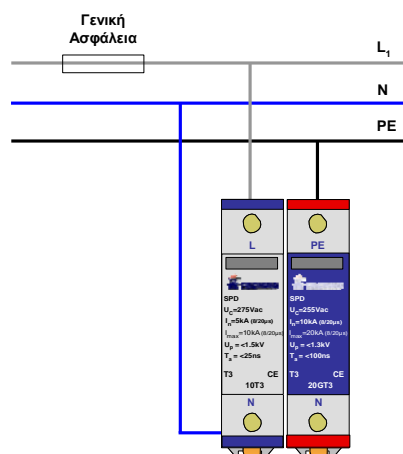 Γενική
Ασφάλεια
L1
N
PE
L
SPD
UC=275Vac
In=5kA (8/20μs)
Imax=10kA (8/20μs)
Up =<1.5kV
Ta =<25ns
T3 CE
10T3
N
PE
SPD
UC=255Vac
In=10kA (8/20μs)
Imax=20kA (8/20μs)
Up =<1.3kV
Ta =<100ns
T3 CE
20GT3
N